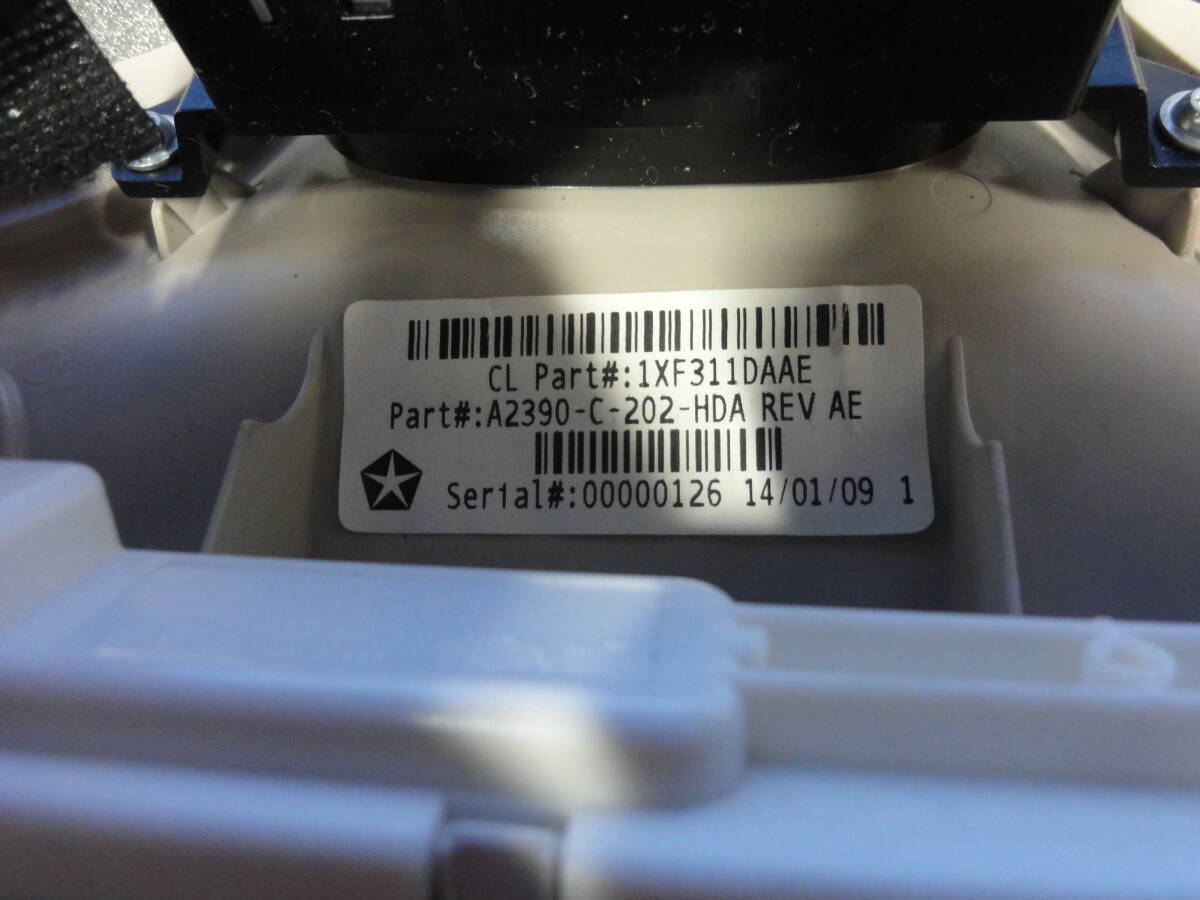 CL Part#:1XF311DAAE
Part#:A2390-C-202-HDA REV AE
Serial#:00000126 14/01/09 1